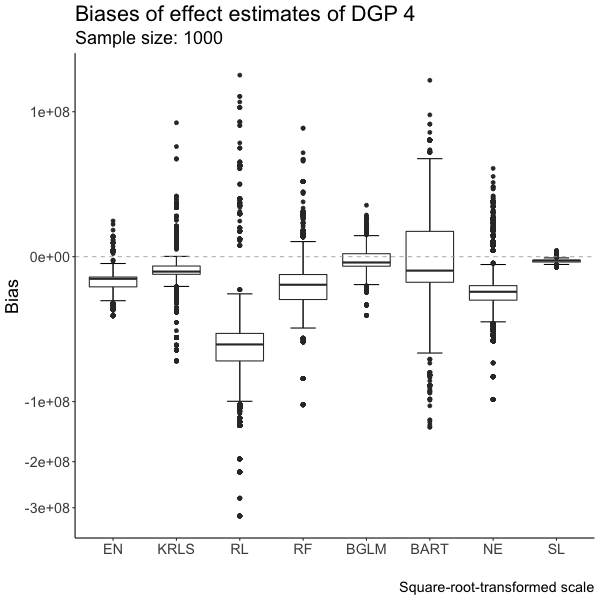 Biases of effect estimates of DGP 4
Sample size: 1000
Bias
1e+08
0e+00
-1e+08
-2e+08
-3e+08
EN KRLS RL RF BGLM BART NE SL
Square-root-transformed scale